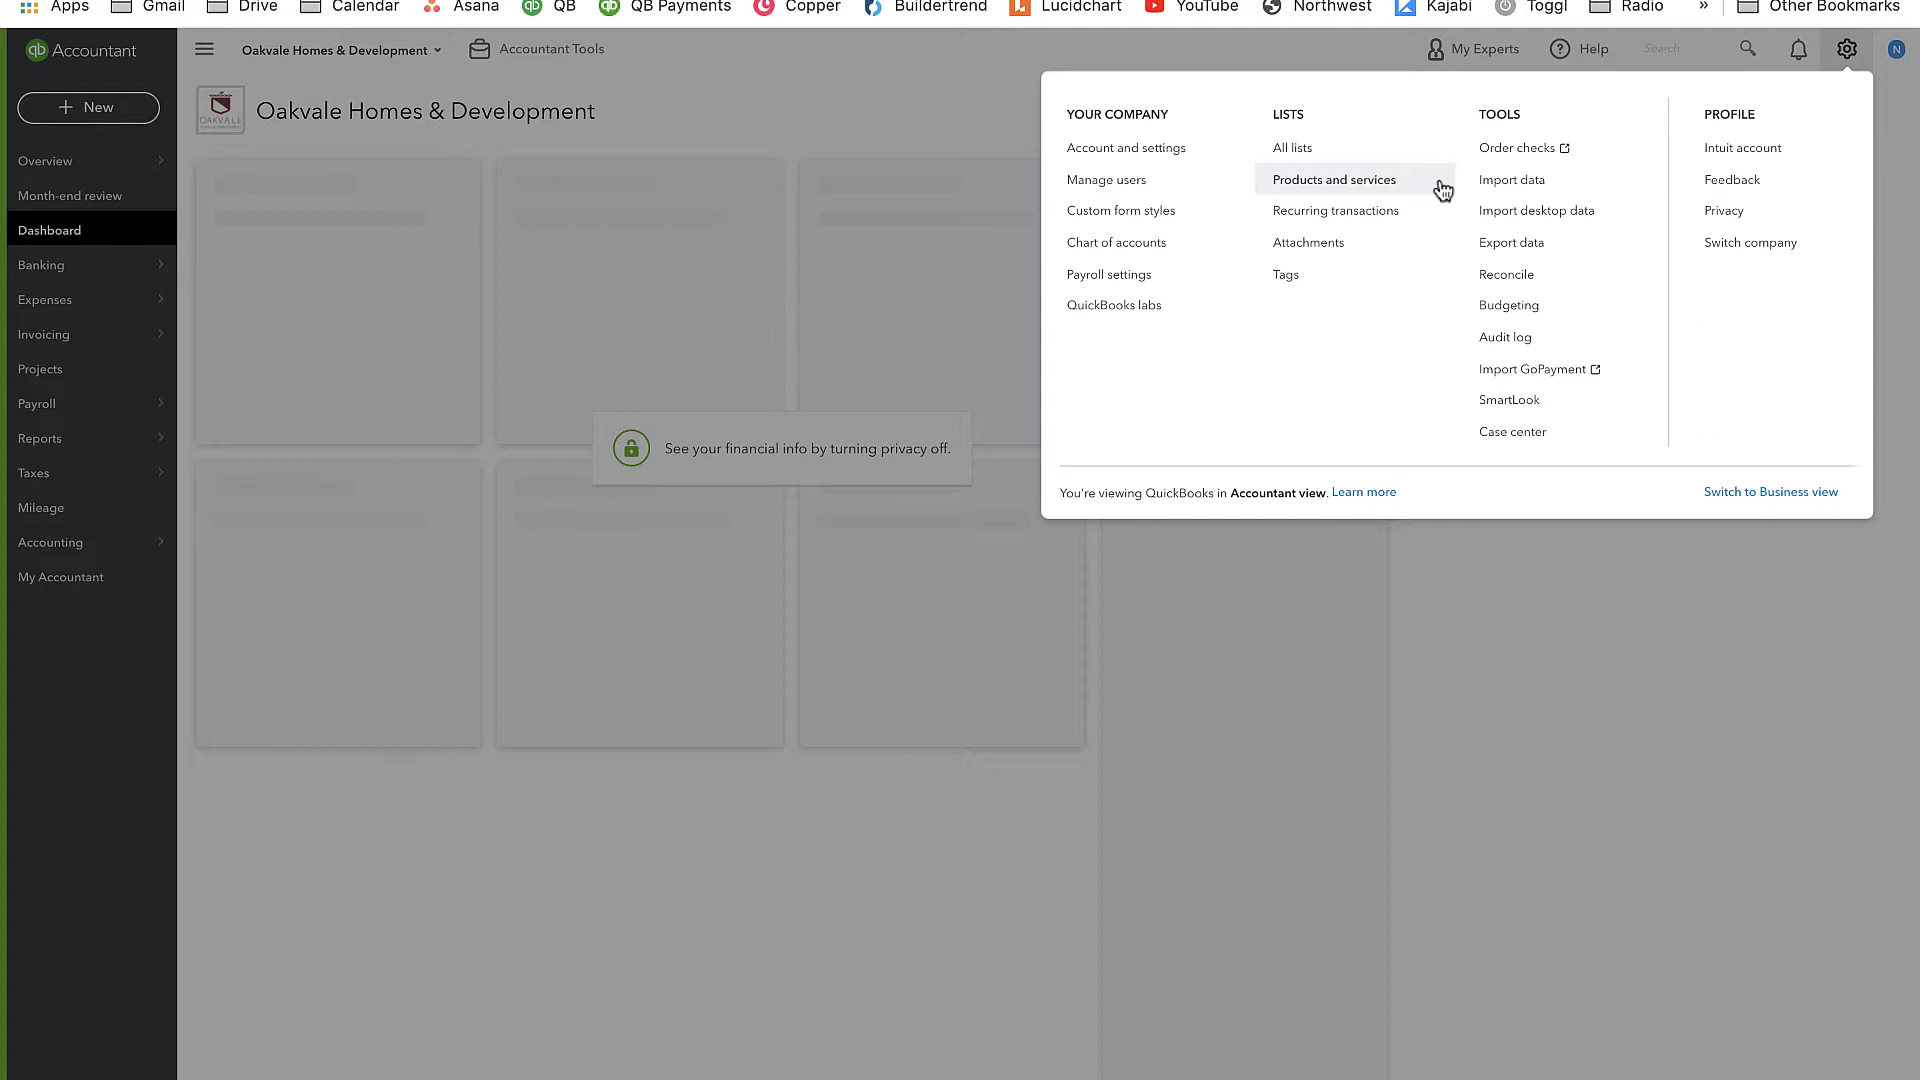 Apps Gmail Drive Calendar Asana QB QB Payments Copper Buildertrend Lucidchart YouTube Northwest Kajabi Toggl Radio » Other Bookmarks
qb Accountant
Oakvale Homes & Development
Accountant Tools
My Experts
Help
Search
N
+ New
Overview
Month-end review
Dashboard
Banking
Expenses
Invoicing
Projects
Payroll
Reports
Taxes
Mileage
Accounting
My Accountant
OAKVALE
Oakvale Homes & Development
See your financial info by turning privacy off.
YOUR COMPANY
Account and settings
Manage users
Custom form styles
Chart of accounts
Payroll settings
QuickBooks labs
LISTS
All lists
Products and services
Recurring transactions
Attachments
Tags
TOOLS
Order checks
Import data
Import desktop data
Export data
Reconcile
Budgeting
Audit log
Import GoPayment
SmartLook
Case center
PROFILE
Intuit account
Feedback
Privacy
Switch company
You're viewing QuickBooks in Accountant view. Learn more
Switch to Business view